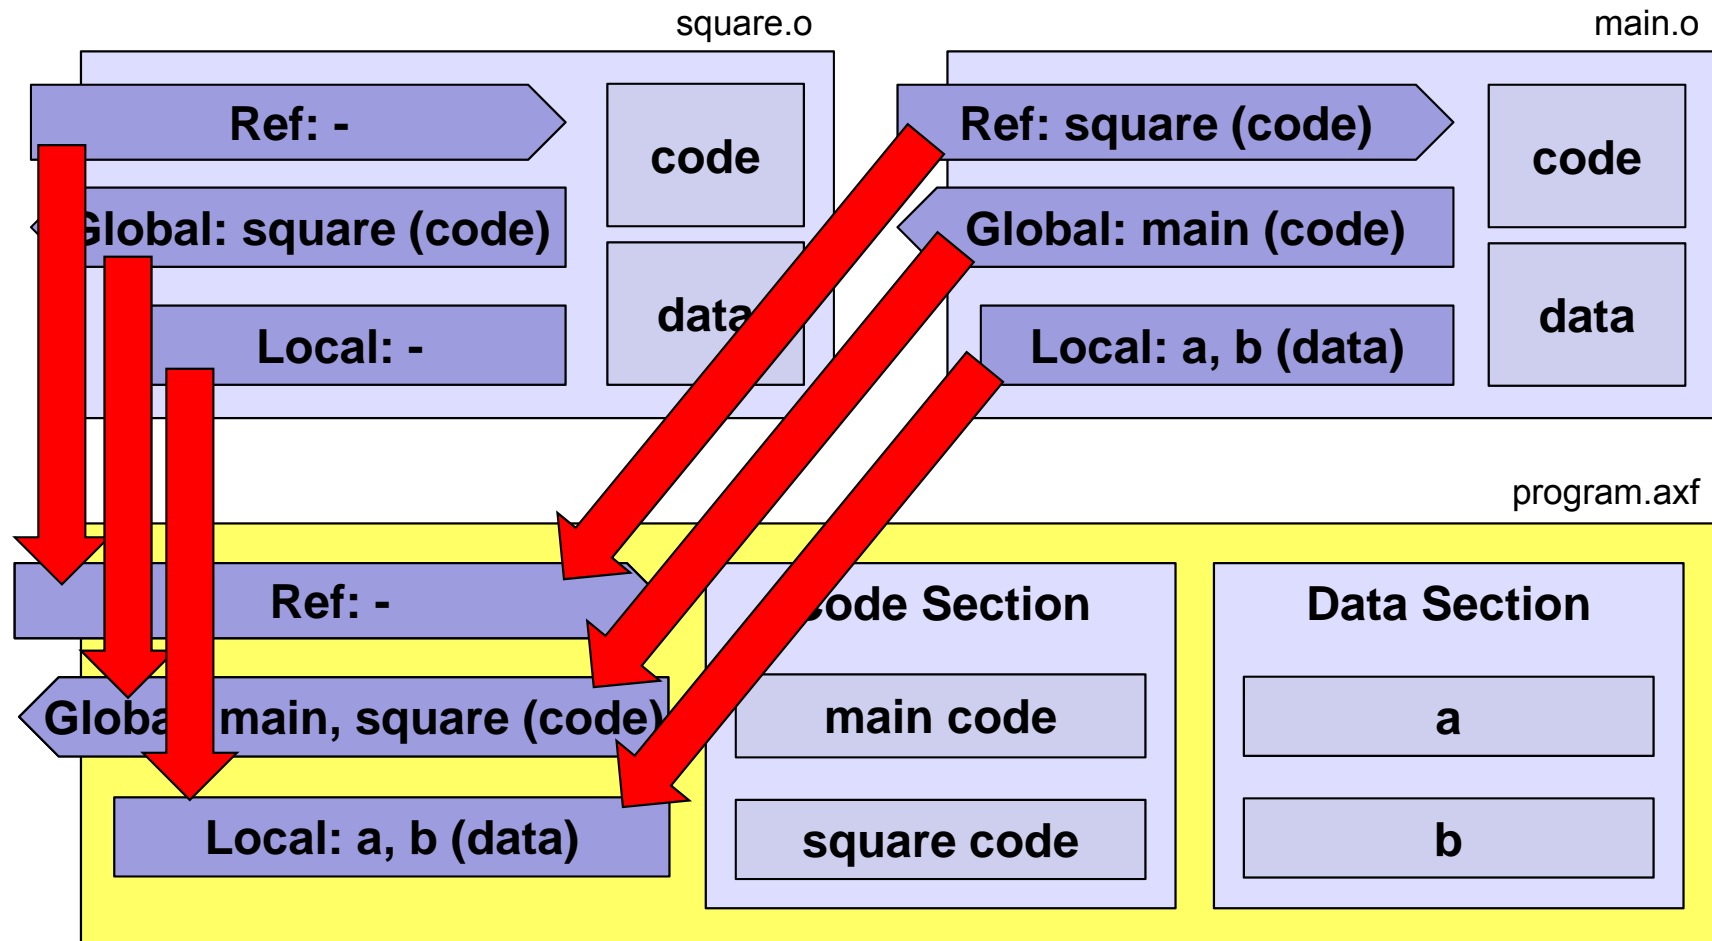 square.o
Ref: -
code
Global: square (code)
data
Local: -
main.o
Ref: square (code)
code
Global: main (code)
data
Local: a, b (data)
program.axf
Ref: -
Global: main, square (code)
Local: a, b (data)
Code Section
main code
square code
Data Section
a
b